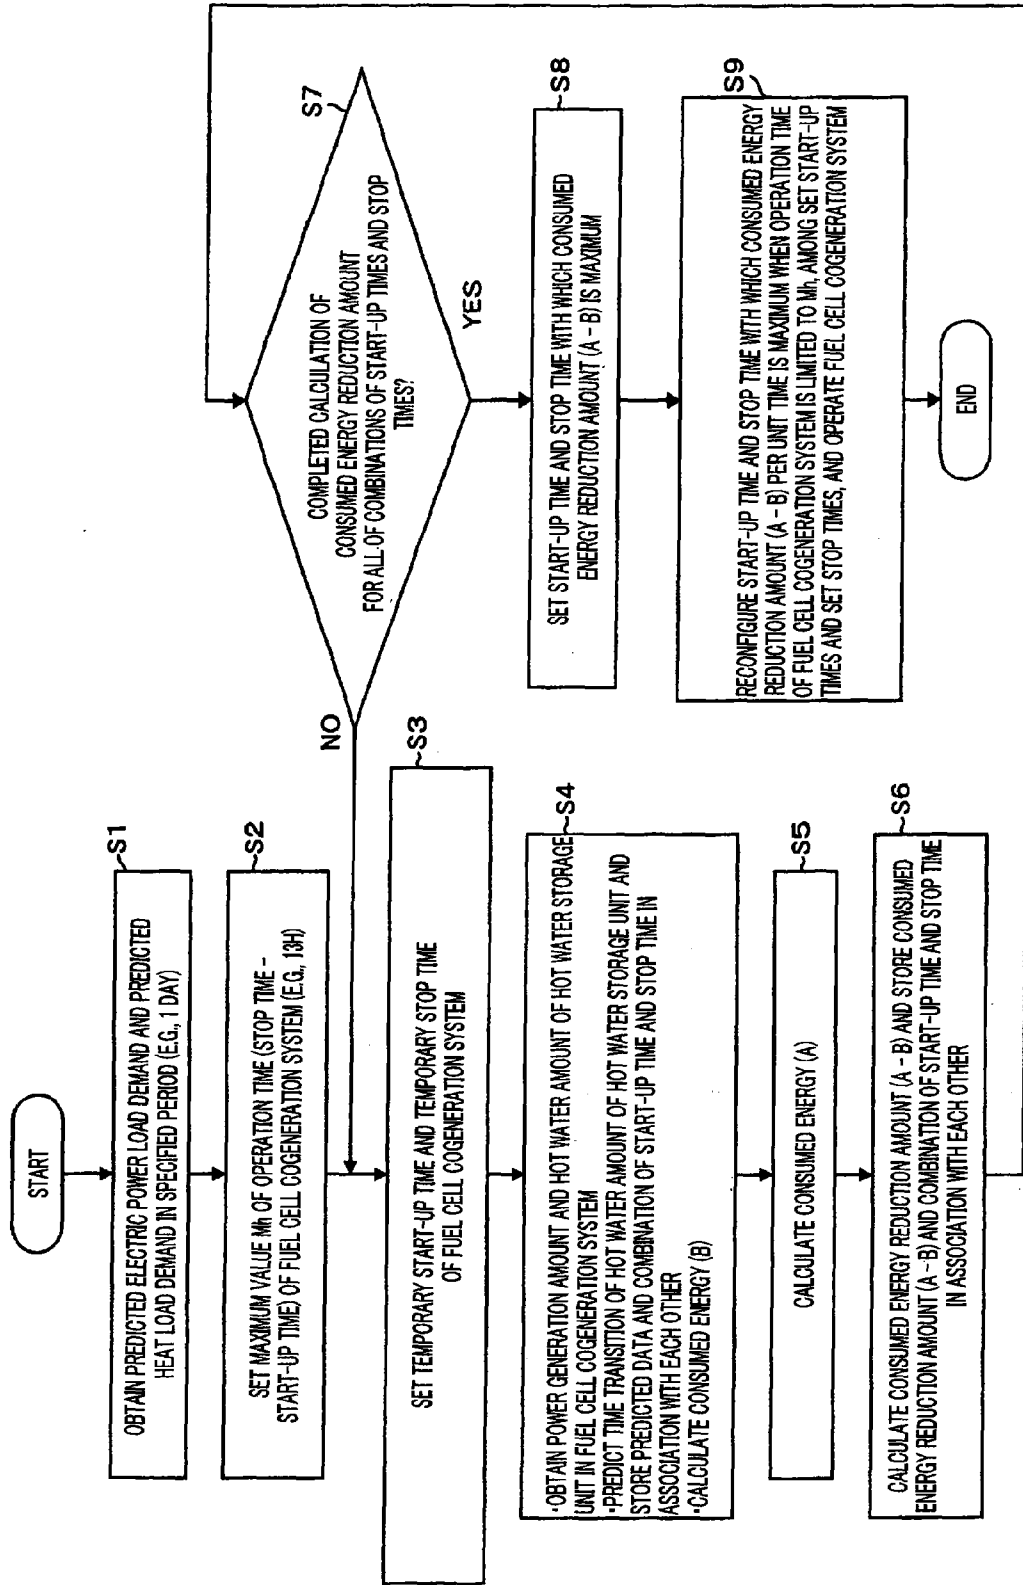 START
S1
OBTAIN PREDICTED ELECTRIC POWER LOAD DEMAND AND PREDICTED
HEAT LOAD DEMAND IN SPECIFIED PERIOD (E.G., 1 DAY)
S2
SET MAXIMUM VALUE Mh OF OPERATION TIME (STOP TIME –
START-UP TIME) OF FUEL CELL COGENERATION SYSTEM (E.G., 13H)
S3
SET TEMPORARY START-UP TIME AND TEMPORARY STOP TIME
OF FUEL CELL COGENERATION SYSTEM
S4
·OBTAIN POWER GENERATION AMOUNT AND HOT WATER AMOUNT OF HOT WATER STORAGE
UNIT IN FUEL CELL COGENERATION SYSTEM
·PREDICT TIME TRANSITION OF HOT WATER AMOUNT OF HOT WATER STORAGE UNIT AND
STORE PREDICTED DATA AND COMBINATION OF START-UP TIME AND STOP TIME IN
ASSOCIATION WITH EACH OTHER
·CALCULATE CONSUMED ENERGY (B)
S5
CALCULATE CONSUMED ENERGY (A)
S6
CALCULATE CONSUMED ENERGY REDUCTION AMOUNT (A – B) AND STORE CONSUMED
ENERGY REDUCTION AMOUNT (A – B) AND COMBINATION OF START-UP TIME AND STOP TIME
IN ASSOCIATION WITH EACH OTHER
S7
COMPLETED CALCULATION OF
CONSUMED ENERGY REDUCTION AMOUNT
FOR ALL OF COMBINATIONS OF START-UP TIMES AND STOP
TIMES?
NO
YES
S8
SET START-UP TIME AND STOP TIME WITH WHICH CONSUMED
ENERGY REDUCTION AMOUNT (A – B) IS MAXIMUM
S9
RECONFIGURE START-UP TIME AND STOP TIME WITH WHICH CONSUMED ENERGY
REDUCTION AMOUNT (A – B) PER UNIT TIME IS MAXIMUM WHEN OPERATION TIME
OF FUEL CELL COGENERATION SYSTEM IS LIMITED TO Mh, AMONG SET START-UP
TIMES AND SET STOP TIMES, AND OPERATE FUEL CELL COGENERATION SYSTEM
END